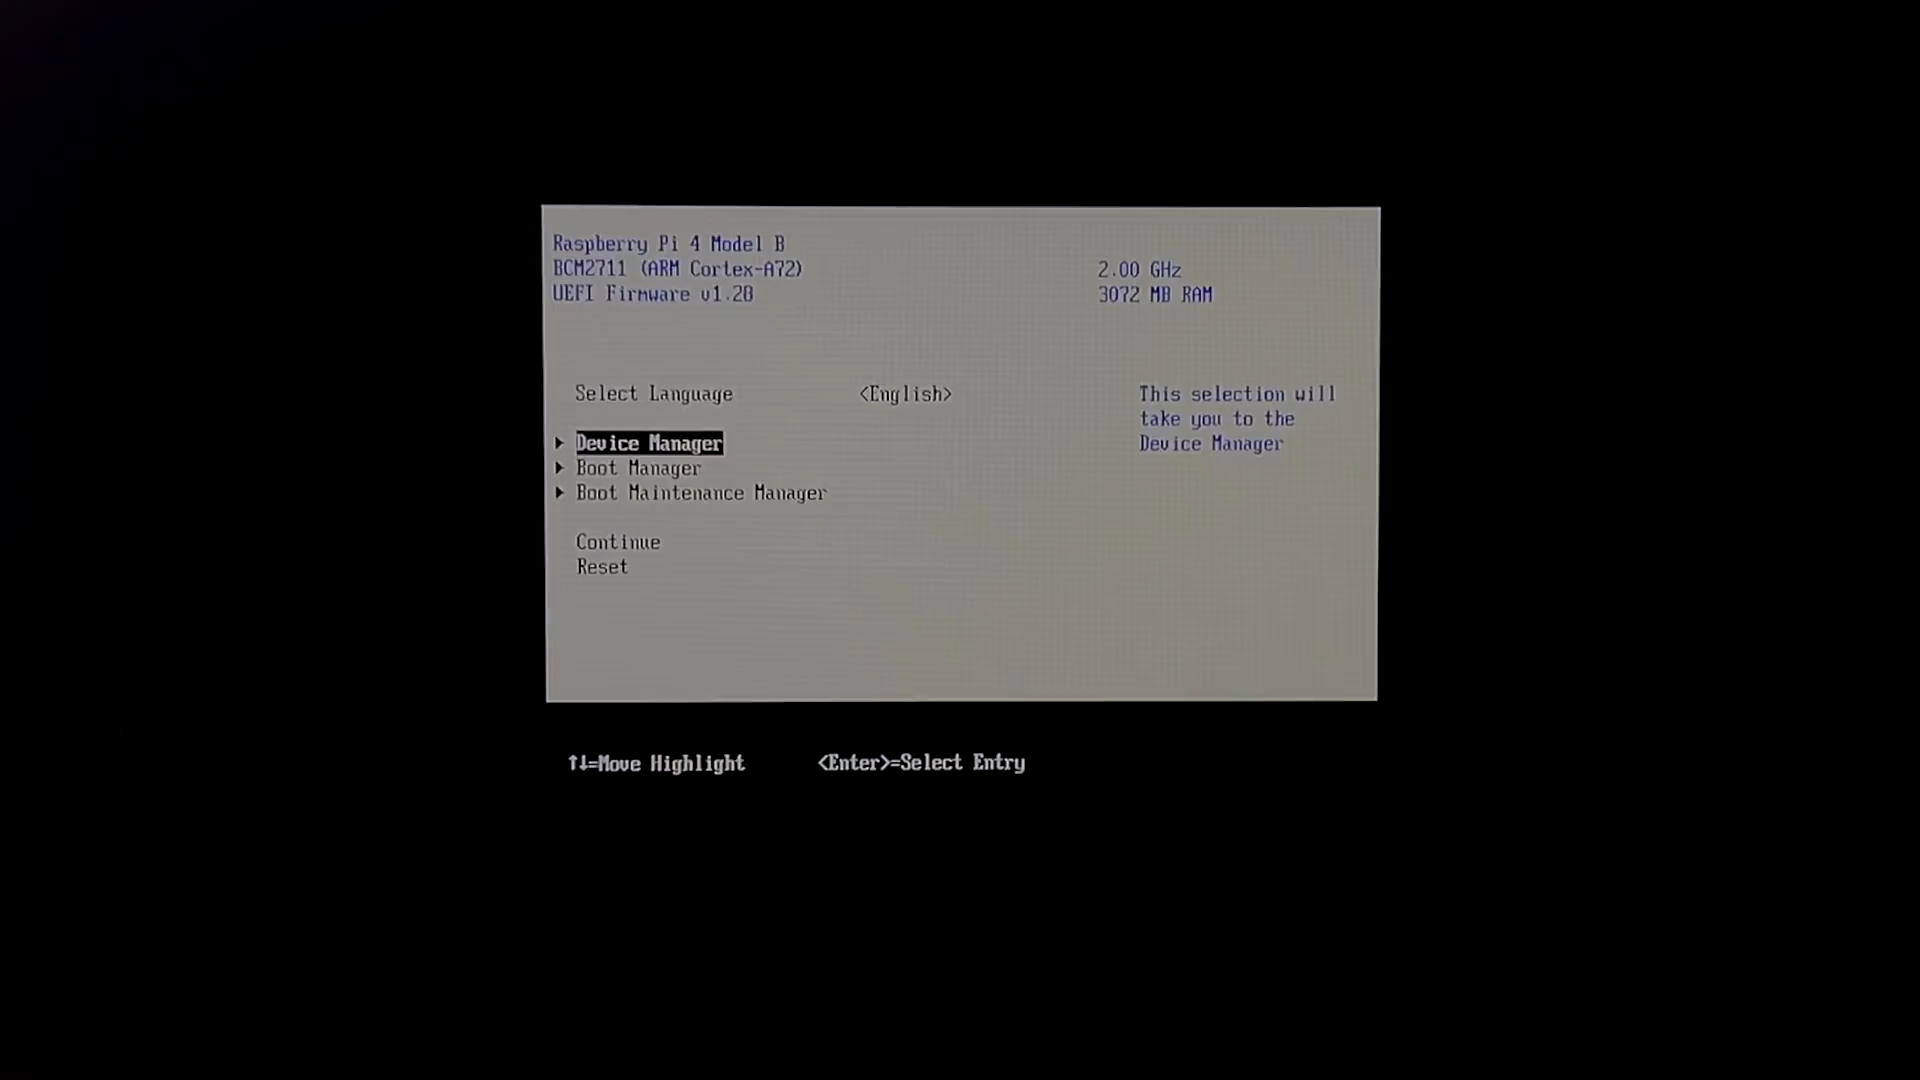 Raspberry Pi 4 Model B
BCM2711 (ARM Cortex-A72) 2.00 GHz
UEFI Firmware v1.28 3072 MB RAM
Select Language <English> This selection will
take you to the
Device Manager Device Manager
Boot Manager
Boot Maintenance Manager
Continue
Reset
↑↓=Move Highlight <Enter>=Select Entry